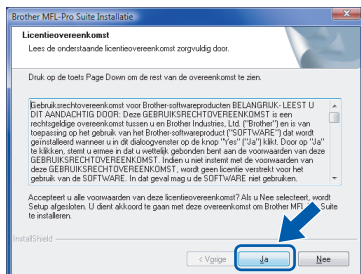 Brother MFL-Pro Suite Installatie
Licentieovereenkomst
Lees de onderstaande licentieovereenkomst zorgvuldig door.
Druk op de toets Page Down om de rest van de overeenkomst te zien.
Gebruiksrechtovereenkomst voor Brother-softwareproducten BELANGRIJK- LEEST U
DIT AANDACHTIG DOOR: Deze GEBRUIKSRECHTOVEREENKOMST is een
rechtsgeldige overeenkomst tussen u en Brother Industries, Ltd. ("Brother") en is van
toepassing op het gebruik van het Brother-softwareproduct ("SOFTWARE") dat wordt
geïnstalleerd wanneer u in dit dialoogvenster op de knop "Yes" ("Ja") klikt. Door op "Ja"
te klikken, stemt u ermee in dat u wettelijk gebonden bent aan de voorwaarden van deze
GEBRUIKSRECHTOVEREENKOMST. Indien u niet instemt met de voorwaarden van
deze GEBRUIKSRECHTOVEREENKOMST, wordt geen licentie verstrekt voor het
gebruik van de SOFTWARE. In dat geval mag u de SOFTWARE niet gebruiken.
Accepteert u alle voorwaarden van deze licentieovereenkomst? Als u Nee selecteert, wordt
Setup afgesloten. U dient akkoord te gaan met deze overeenkomst om Brother MFL Suite
te installeren.
InstallShield
< Vorige
Ja
Nee